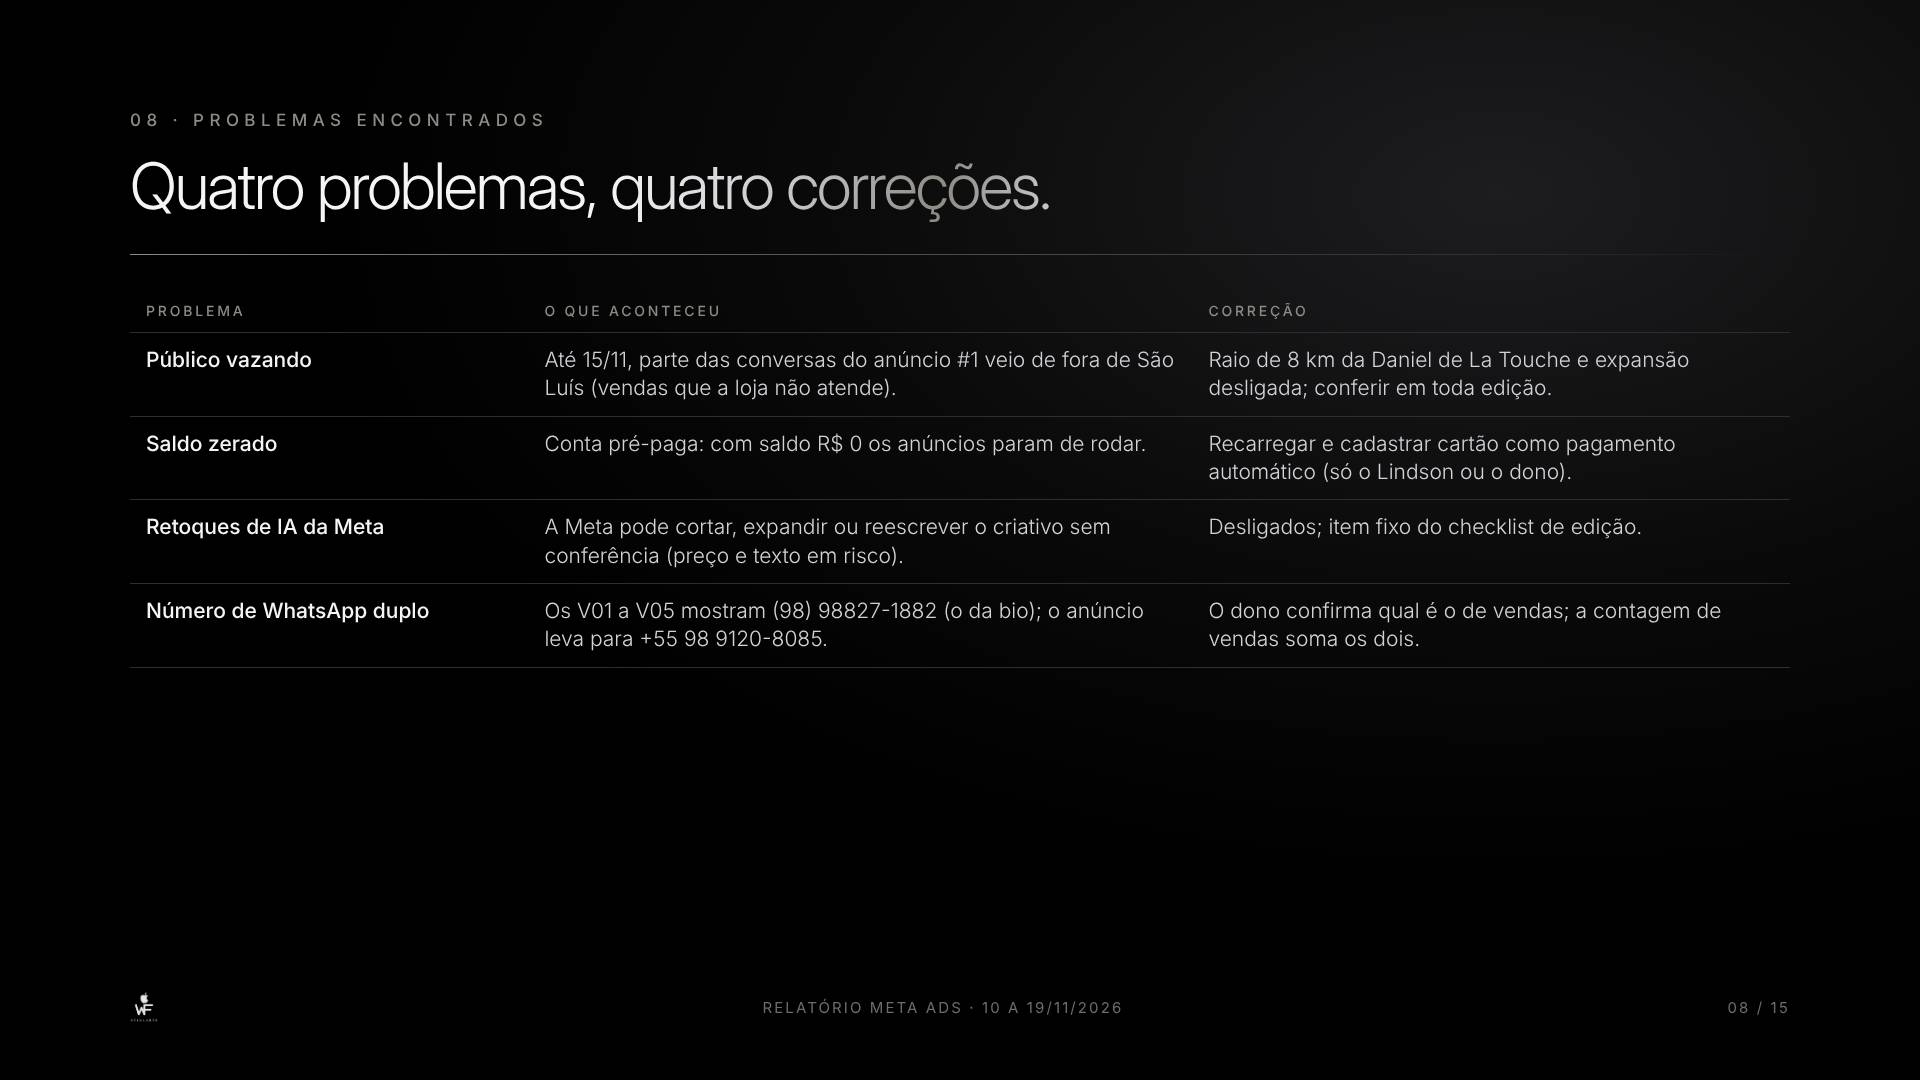 08 · PROBLEMAS ENCONTRADOS
Quatro problemas, quatro correções.
PROBLEMA
O QUE ACONTECEU
CORREÇÃO
Público vazando
Até 15/11, parte das conversas do anúncio #1 veio de fora de São
Luís (vendas que a loja não atende).
Raio de 8 km da Daniel de La Touche e expansão
desligada; conferir em toda edição.
Saldo zerado
Conta pré-paga: com saldo R$ 0 os anúncios param de rodar.
Recarregar e cadastrar cartão como pagamento
automático (só o Lindson ou o dono).
Retoques de IA da Meta
A Meta pode cortar, expandir ou reescrever o criativo sem
conferência (preço e texto em risco).
Desligados; item fixo do checklist de edição.
Número de WhatsApp duplo
Os V01 a V05 mostram (98) 98827-1882 (o da bio); o anúncio
leva para +55 98 9120-8085.
O dono confirma qual é o de vendas; a contagem de
vendas soma os dois.
WF
RELATÓRIO META ADS · 10 A 19/11/2026
08 / 15